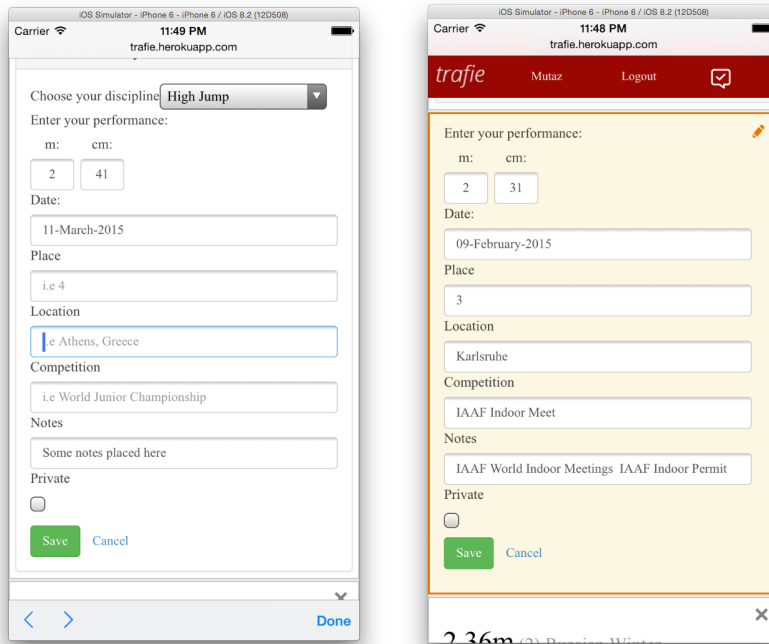 iOS Simulator - iPhone 6 - iPhone 6 / iOS 8.2 (12D508)
Carrier 11:49 PM
trafie.herokuapp.com
Choose your discipline High Jump
Enter your performance:
m: cm:
2 41
Date:
11-March-2015
Place
i.e 4
Location
.e Athens, Greece
Competition
i.e World Junior Championship
Notes
Some notes placed here
Private
Save Cancel
Done
iOS Simulator - iPhone 6 - iPhone 6 / iOS 8.2 (12D508)
Carrier 11:48 PM
trafie.herokuapp.com
trafie Mutaz Logout
Enter your performance:
m: cm:
2 31
Date:
09-February-2015
Place
3
Location
Karlsruhe
Competition
IAAF Indoor Meet
Notes
IAAF World Indoor Meetings IAAF Indoor Permit
Private
Save Cancel
2.36m (2) Russian Winter